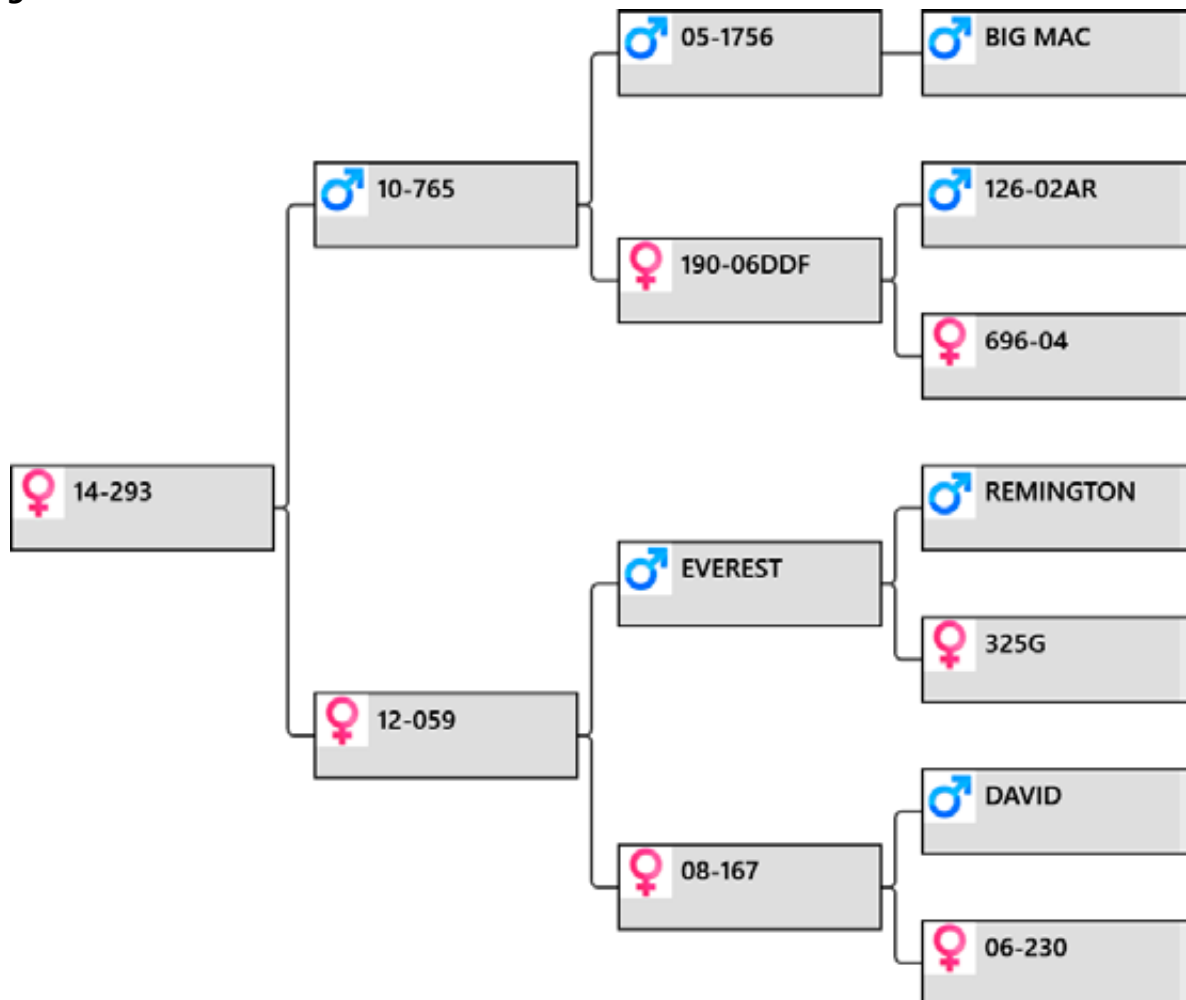 05-1756
BIG MAC
10-765
126-02AR
190-06DDF
696-04
14-293
REMINGTON
EVEREST
325G
12-059
DAVID
08-167
06-230